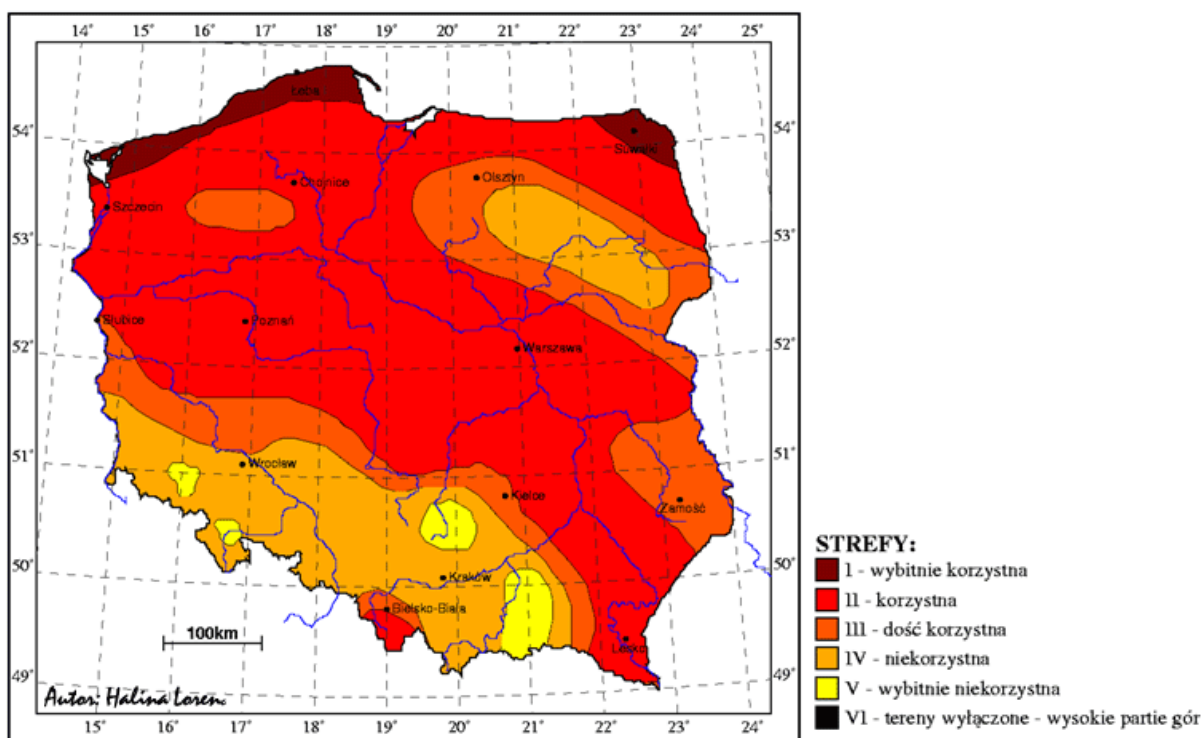 14° 15° 16° 17° 18° 19° 20° 21° 22° 23° 24° 25°
Łeba
54° 54°
Suwałki
Chojnice
Olsztyn
Szczecin
53° 53°
Słubice
Poznań
52° 52°
Warszawa
51° 51°
Wrocław
Kielce
Zamość
50° 50°
Kraków
Bielsko-Biała
100km
Lesko
49° 49°
Autor: Halina Lorenc
15° 16° 17° 18° 19° 20° 21° 22° 23° 24°
STREFY:
I - wybitnie korzystna
II - korzystna
III - dość korzystna
IV - niekorzystna
V - wybitnie niekorzystna
VI - tereny wyłączone - wysokie partie gór